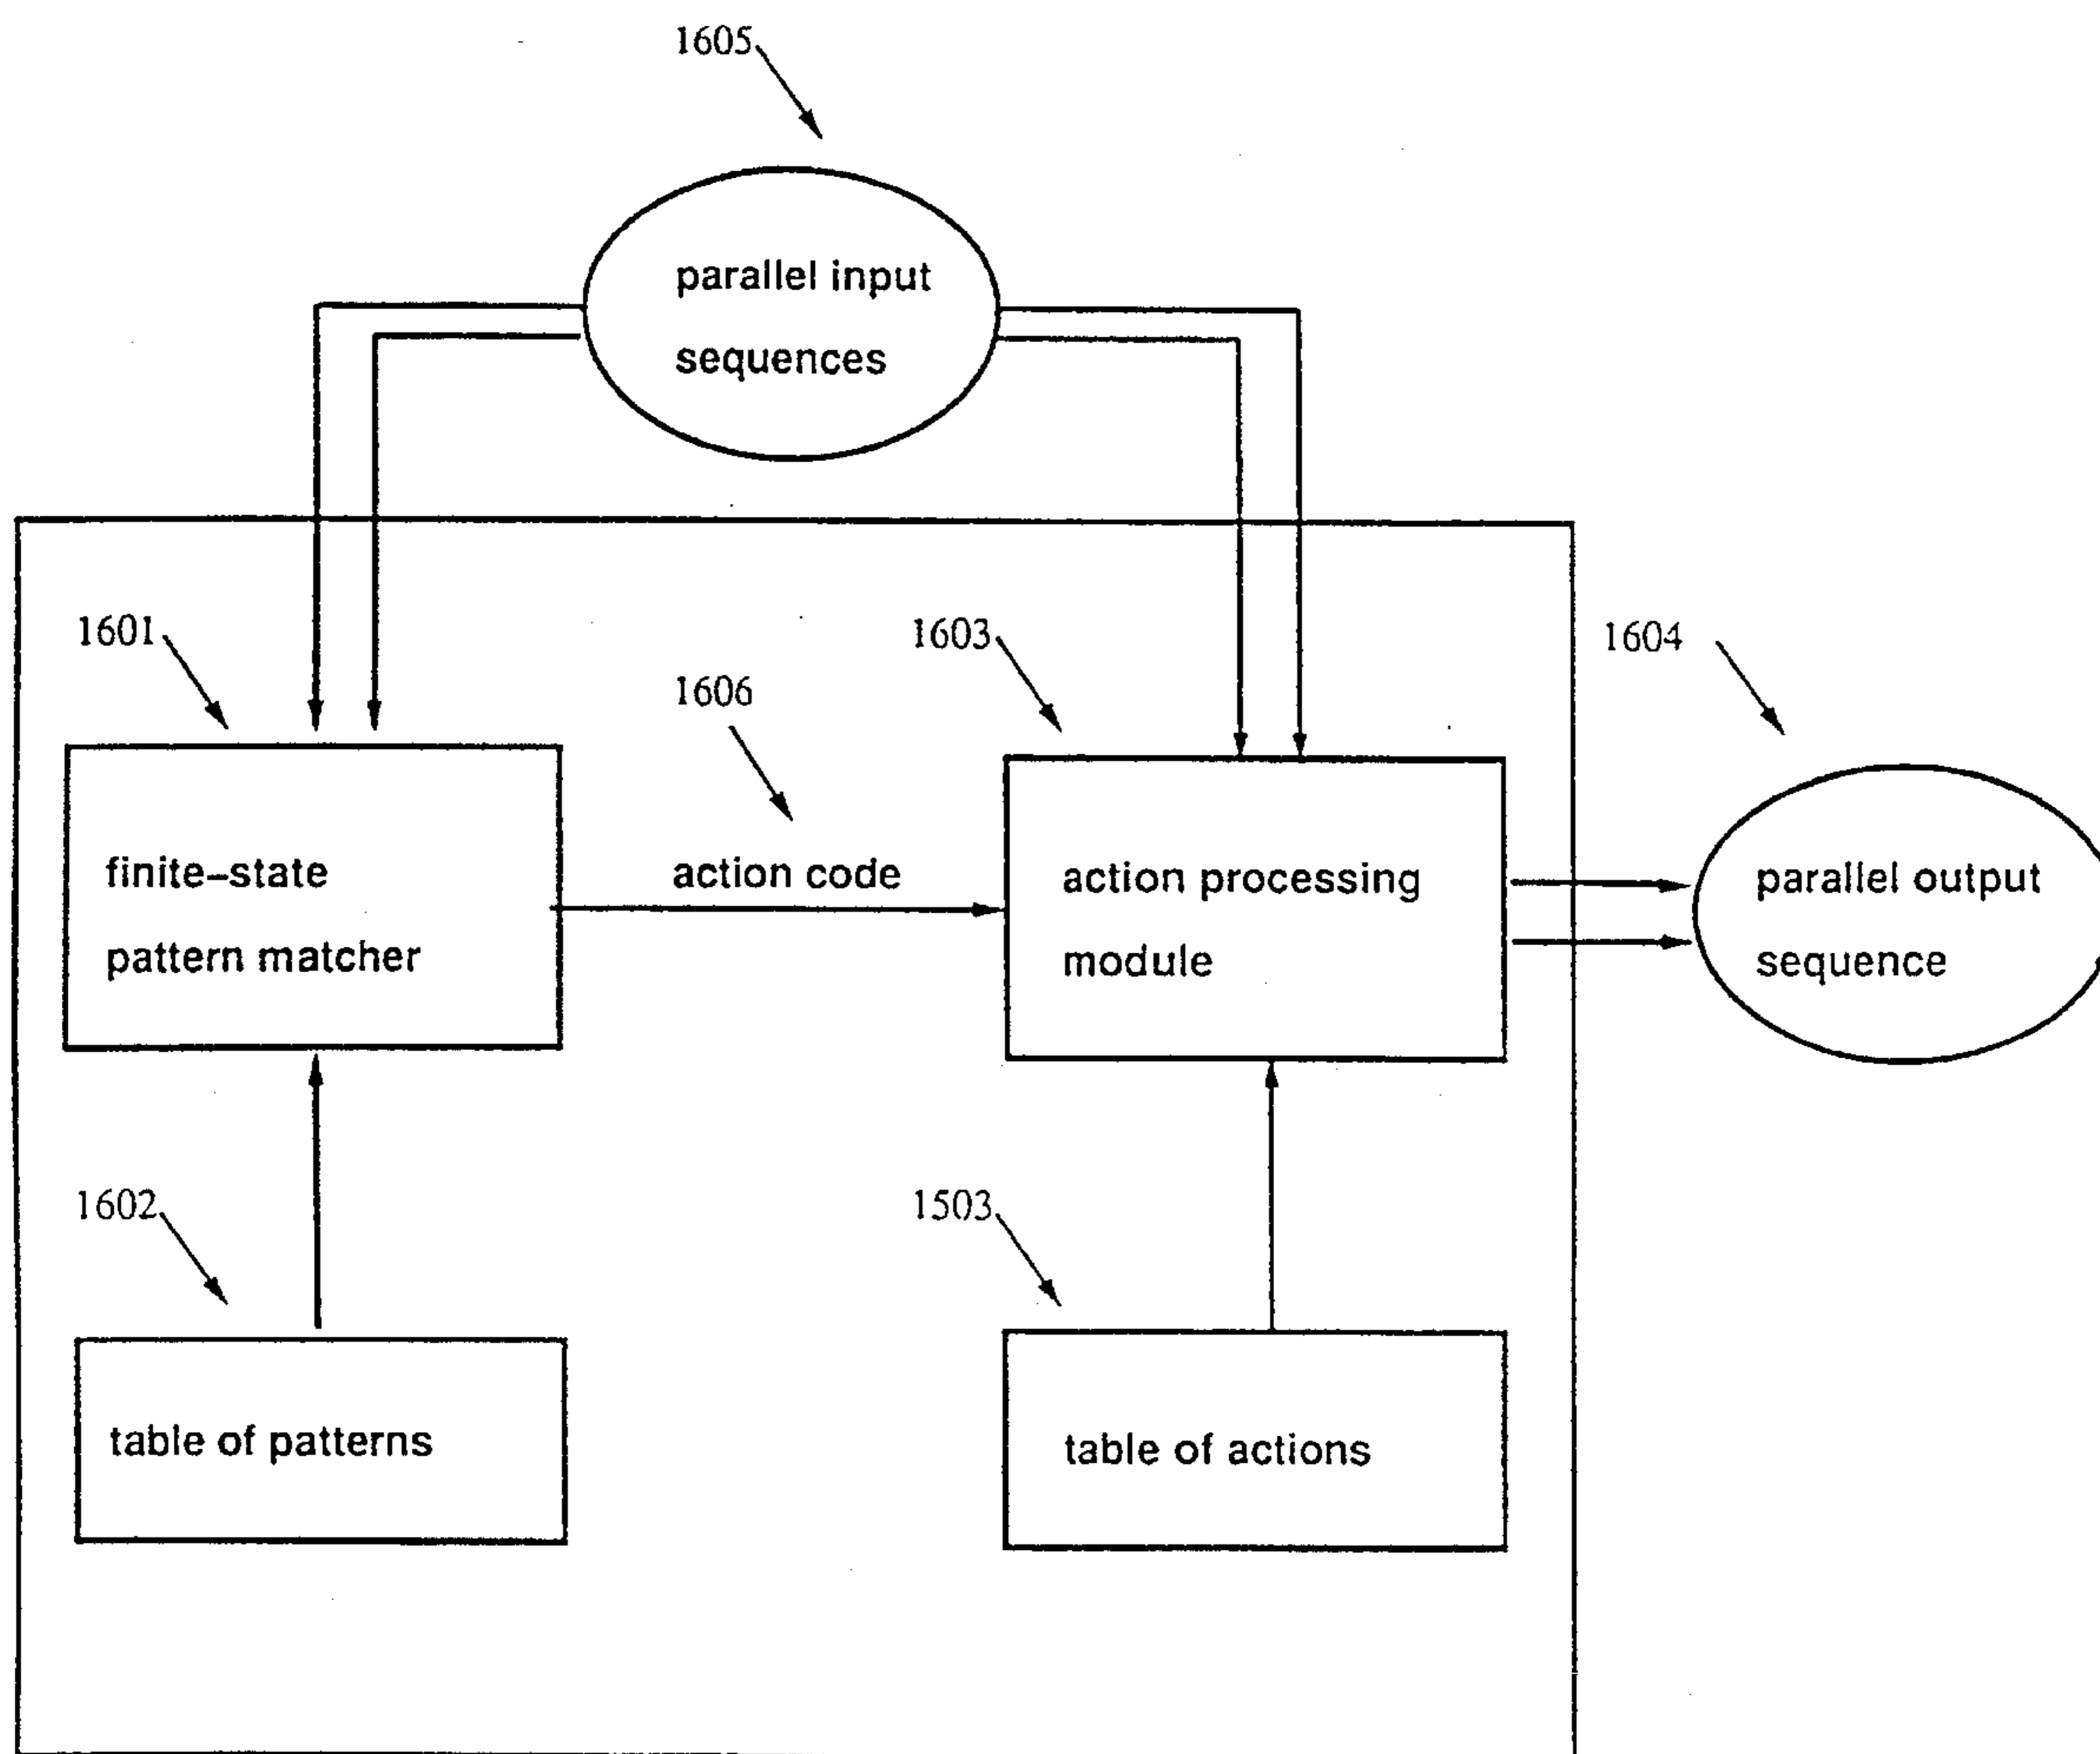 1605
parallel input
sequences
1601
1603
1604
1606
finite–state
pattern matcher
action code
action processing
module
parallel output
sequence
1602
1503
table of patterns
table of actions